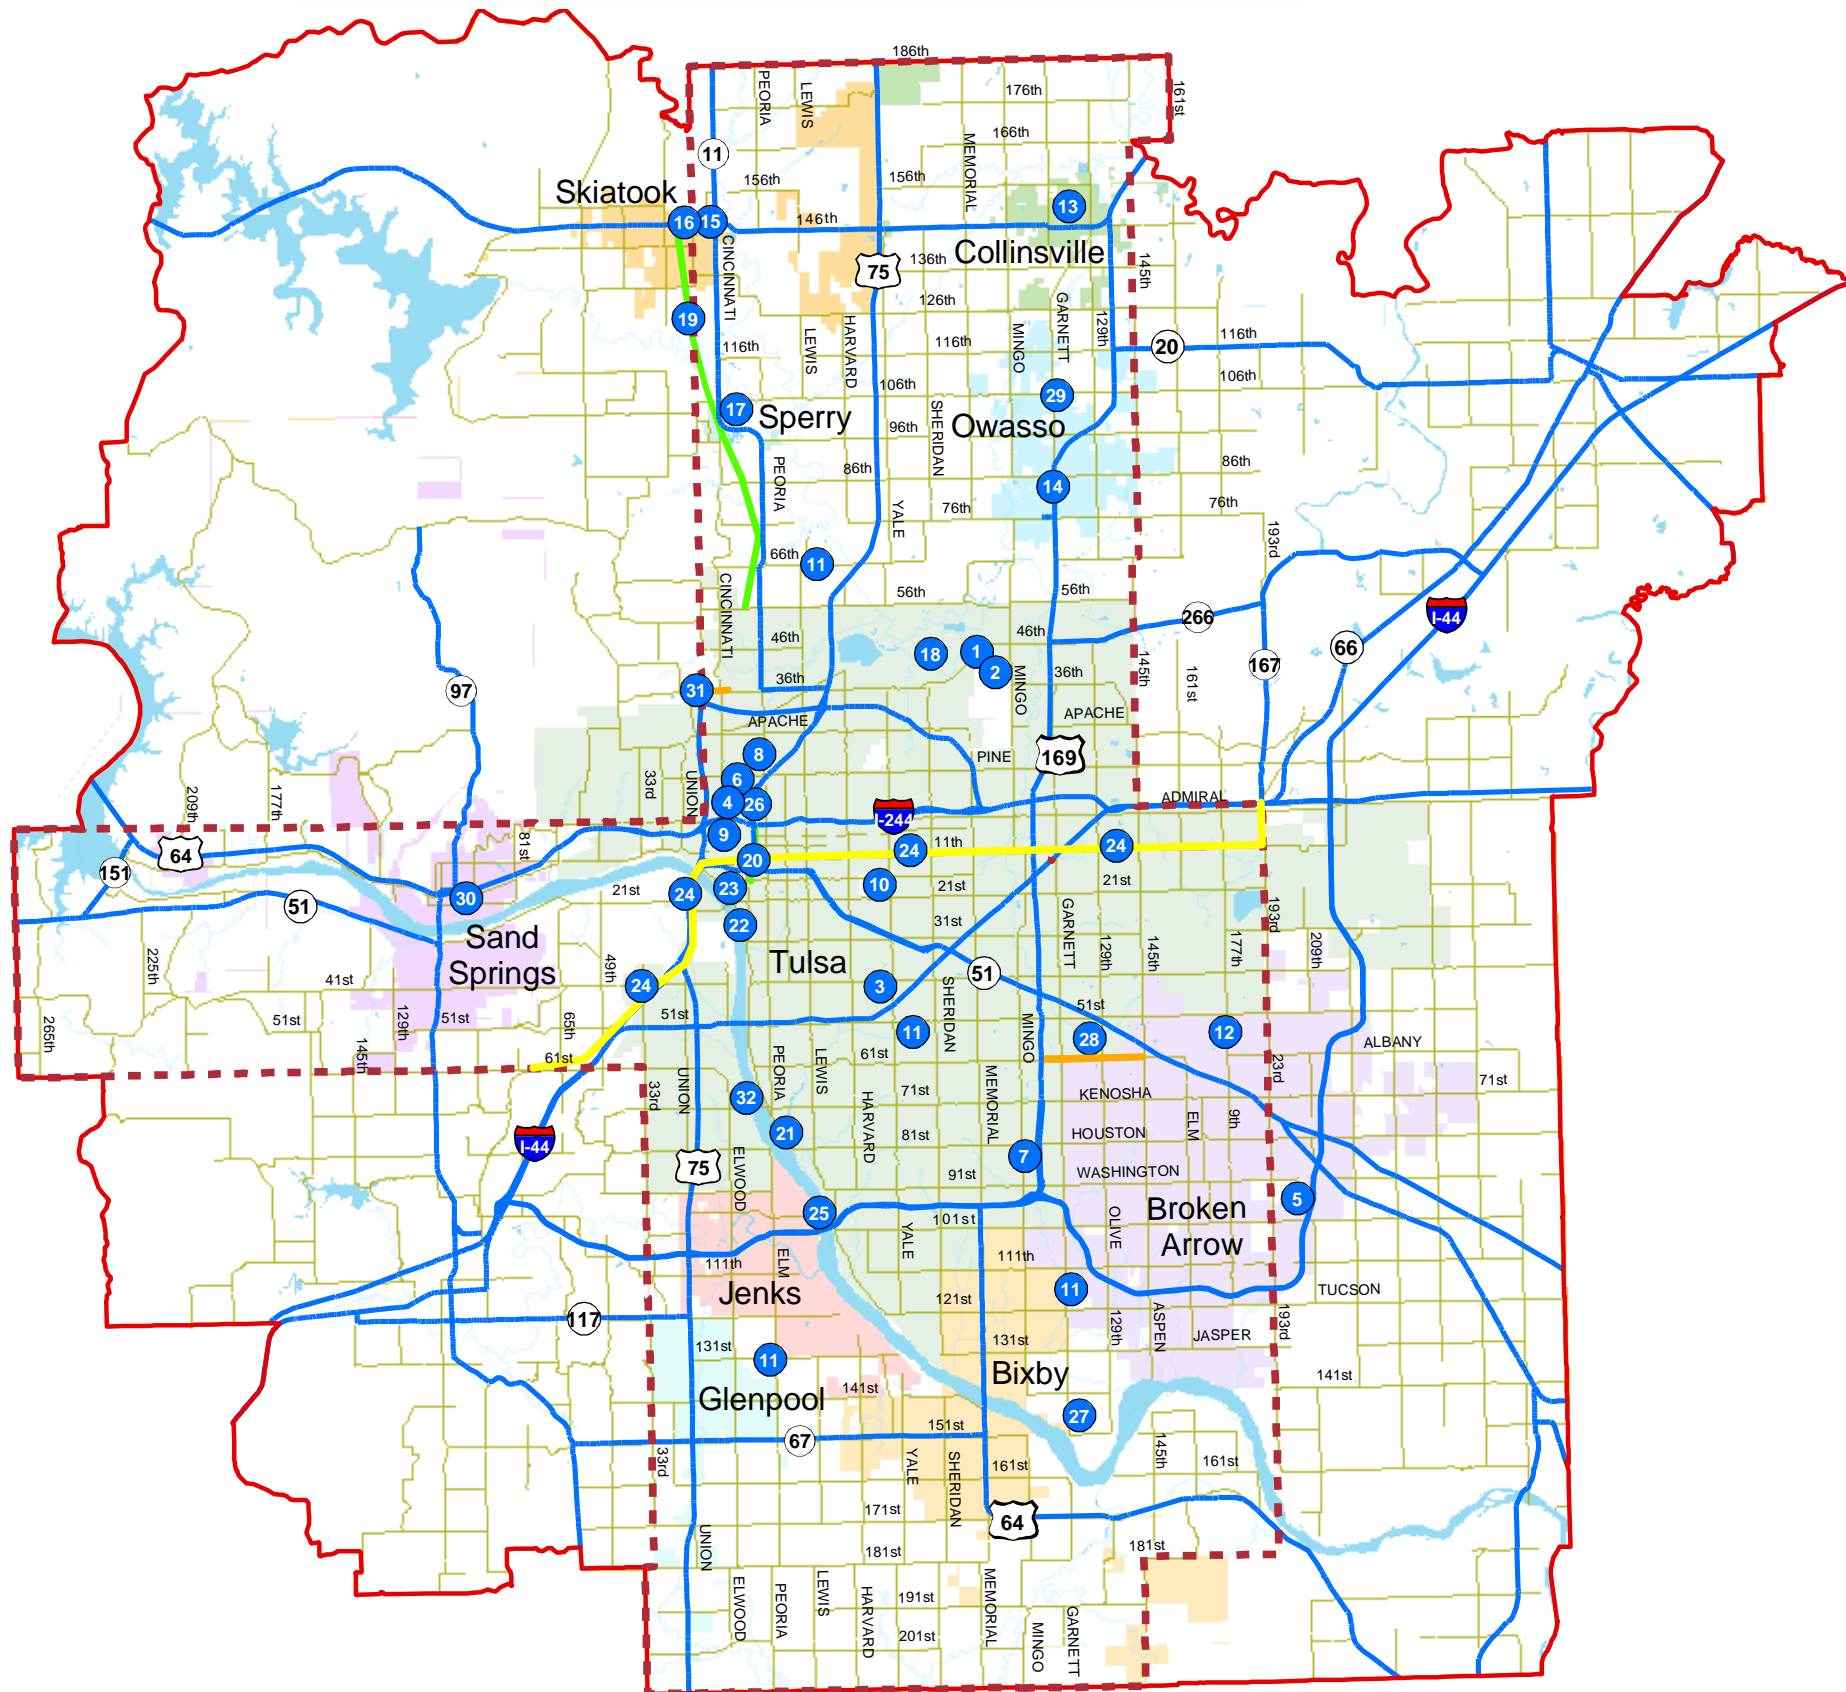 186th
176th
161st
PEORIA
LEWIS
166th
MEMORIAL
11
156th
156th
Skiatook
16
15
146th
13
CINCINNATI
Collinsville
136th
145th
75
126th
GARNETT
129th
19
116th
LEWIS
HARVARD
116th
MINGO
20
116th
106th
106th
29
17
Sperry
SHERIDAN
Owasso
96th
86th
86th
PEORIA
14
YALE
76th
76th
193rd
66th
11
CINCINNATI
56th
56th
266
I-44
46th
46th
18
1
2
66
167
36th
MINGO
36th
145th
161st
97
31
APACHE
APACHE
8
PINE
169
6
33rd
UNION
209th
177th
4
26
ADMIRAL
I-244
9
81st
11th
64
24
24
20
151
10
21st
21st
21st
23
24
30
51
22
31st
GARNETT
193rd
Sand
Springs
225th
49th
Tulsa
129th
145th
177th
209th
51
41st
24
3
SHERIDAN
51st
265th
51st
129th
51st
65th
51st
11
MINGO
28
12
ALBANY
145th
61st
PEORIA
LEWIS
61st
23rd
33rd
UNION
71st
MEMORIAL
KENOSHA
71st
32
HARVARD
ELM
9th
21
81st
HOUSTON
I-44
75
ELWOOD
91st
7
WASHINGTON
5
25
101st
YALE
OLIVE
Broken
Arrow
111th
ELM
111th
Jenks
11
TUCSON
121st
117
129th
ASPEN
193rd
131st
131st
JASPER
11
Bixby
141st
Glenpool
141st
27
151st
67
33rd
YALE
SHERIDAN
161st
145th
161st
171st
64
UNION
181st
181st
ELWOOD
PEORIA
LEWIS
HARVARD
191st
MEMORIAL
201st
MINGO
GARNETT